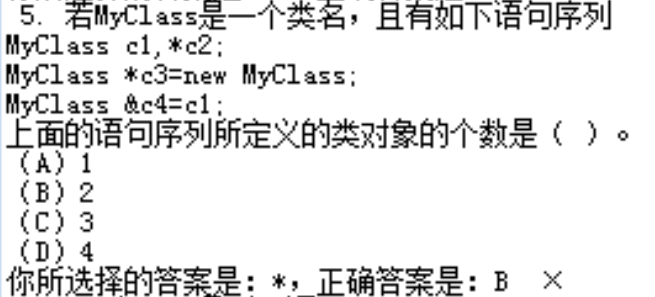 5. 若MyClass是一个类名，且有如下语句序列
MyClass c1,*c2;
MyClass *c3=new MyClass;
MyClass &c4=c1;
上面的语句序列所定义的类对象的个数是（ ）。
(A) 1
(B) 2
(C) 3
(D) 4
你所选择的答案是：*，正确答案是：B ×